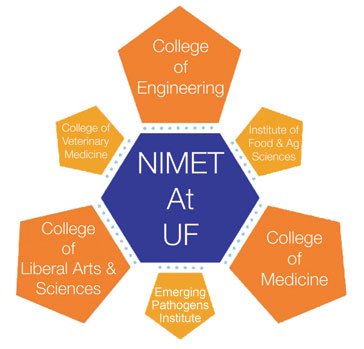 College
of
Engineering
College of
Veterinary
Medicine
Institute of
Food & Ag
Sciences
NIMET
At
UF
College
of
Liberal Arts &
Sciences
College
of
Medicine
Emerging
Pathogens
Institute